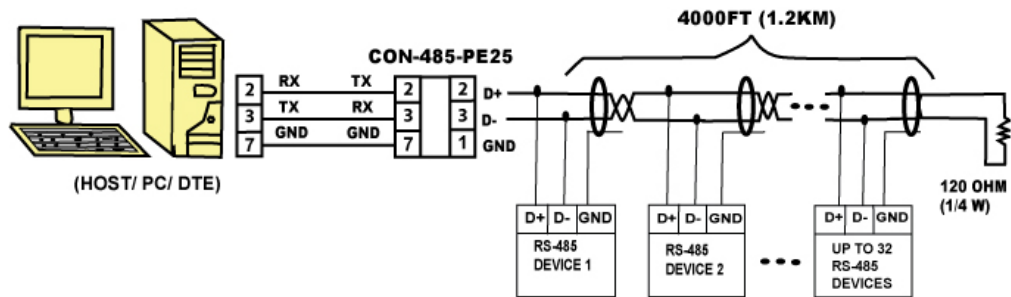 4000FT (1.2KM)
CON-485-PE25
2 RX TX 2 2 D+
3 TX RX 3 3 D-
7 GND GND 7 1 GND
(HOST/ PC/ DTE)
120 OHM
(1/4 W)
D+ D- GND
RS-485
DEVICE 1
D+ D- GND
RS-485
DEVICE 2
D+ D- GND
UP TO 32
RS-485
DEVICES